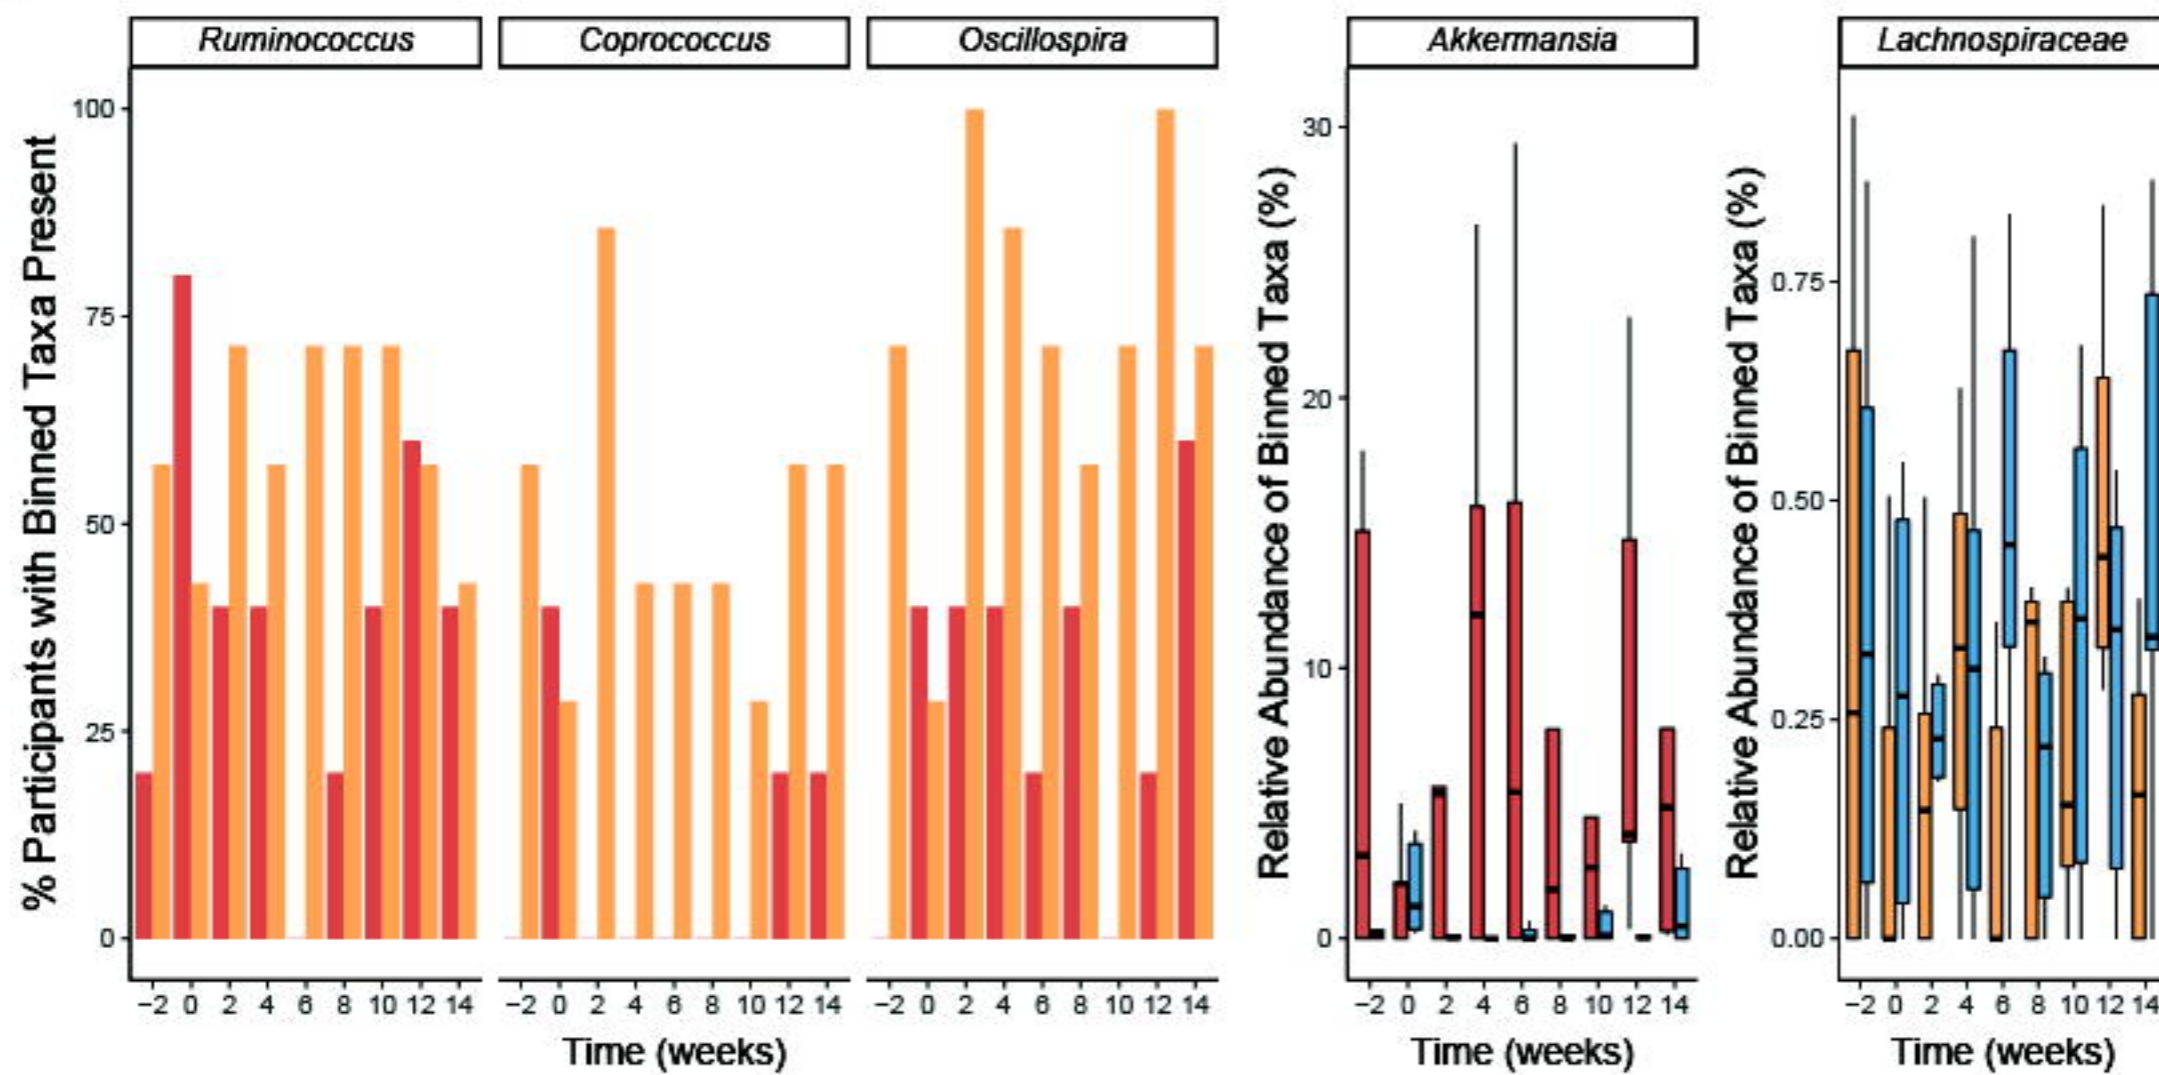 Ruminococcus
Coprococcus
Oscillospira
Akkermansia
Lachnospiraceae
% Participants with Binned Taxa Present
100
75
50
25
0
−2 0 2 4 6 8 10 12 14
−2 0 2 4 6 8 10 12 14
−2 0 2 4 6 8 10 12 14
Time (weeks)
Relative Abundance of Binned Taxa (%)
30
20
10
0
−2 0 2 4 6 8 10 12 14
Time (weeks)
Relative Abundance of Binned Taxa (%)
0.75
0.50
0.25
0.00
−2 0 2 4 6 8 10 12 14
Time (weeks)